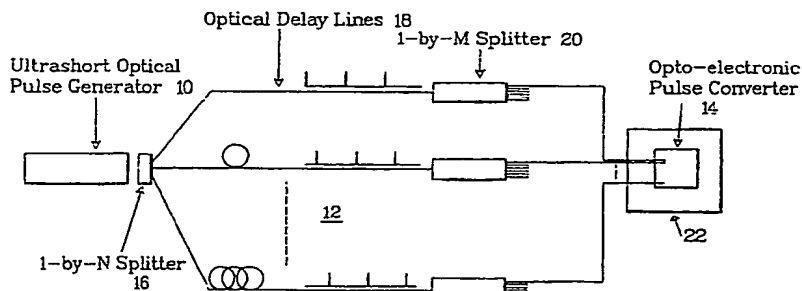 Optical Delay Lines 18
1-by-M Splitter 20
Ultrashort Optical
Pulse Generator 10
Opto-electronic
Pulse Converter
14
12
22
1-by-N Splitter
16